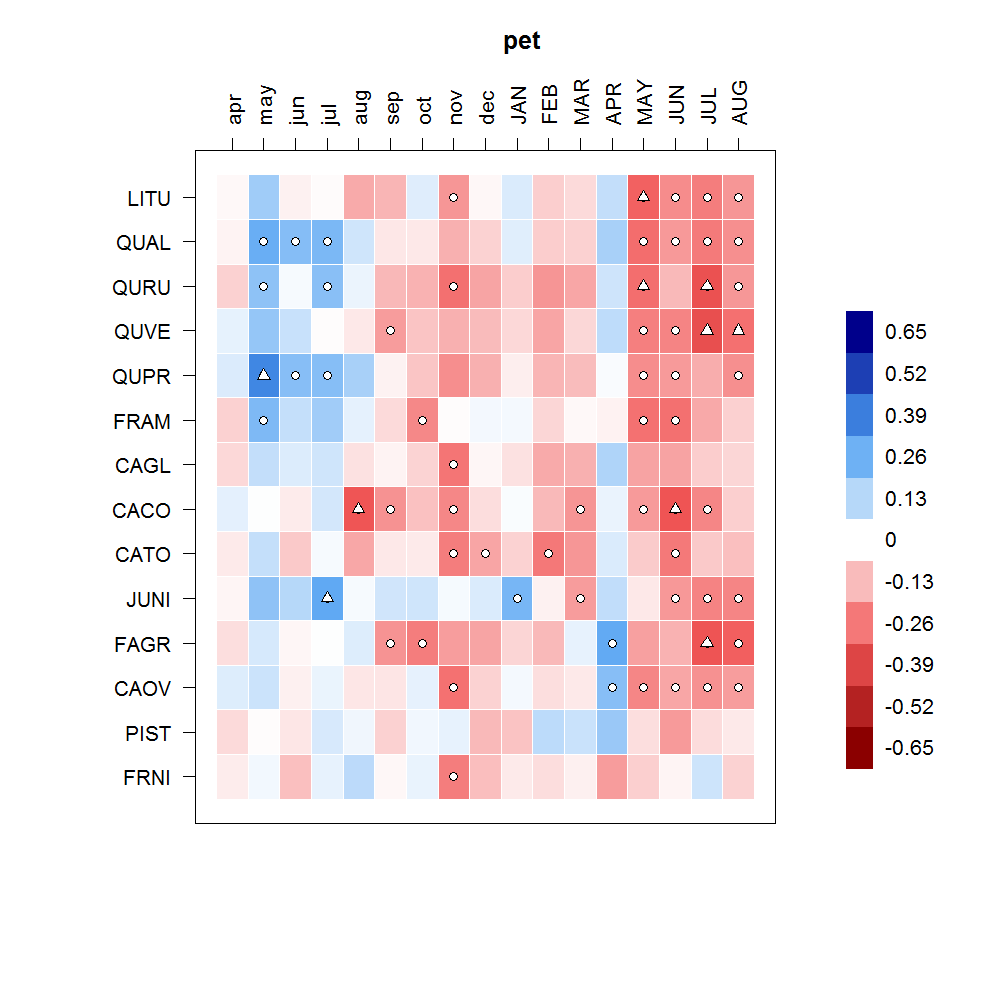 pet
apr may jun jul aug sep oct nov dec JAN FEB MAR APR MAY JUN JUL AUG
LITU
QUAL
QURU
QUVE
QUPR
FRAM
CAGL
CACO
CATO
JUNI
FAGR
CAOV
PIST
FRNI
0.65
0.52
0.39
0.26
0.13
0
-0.13
-0.26
-0.39
-0.52
-0.65